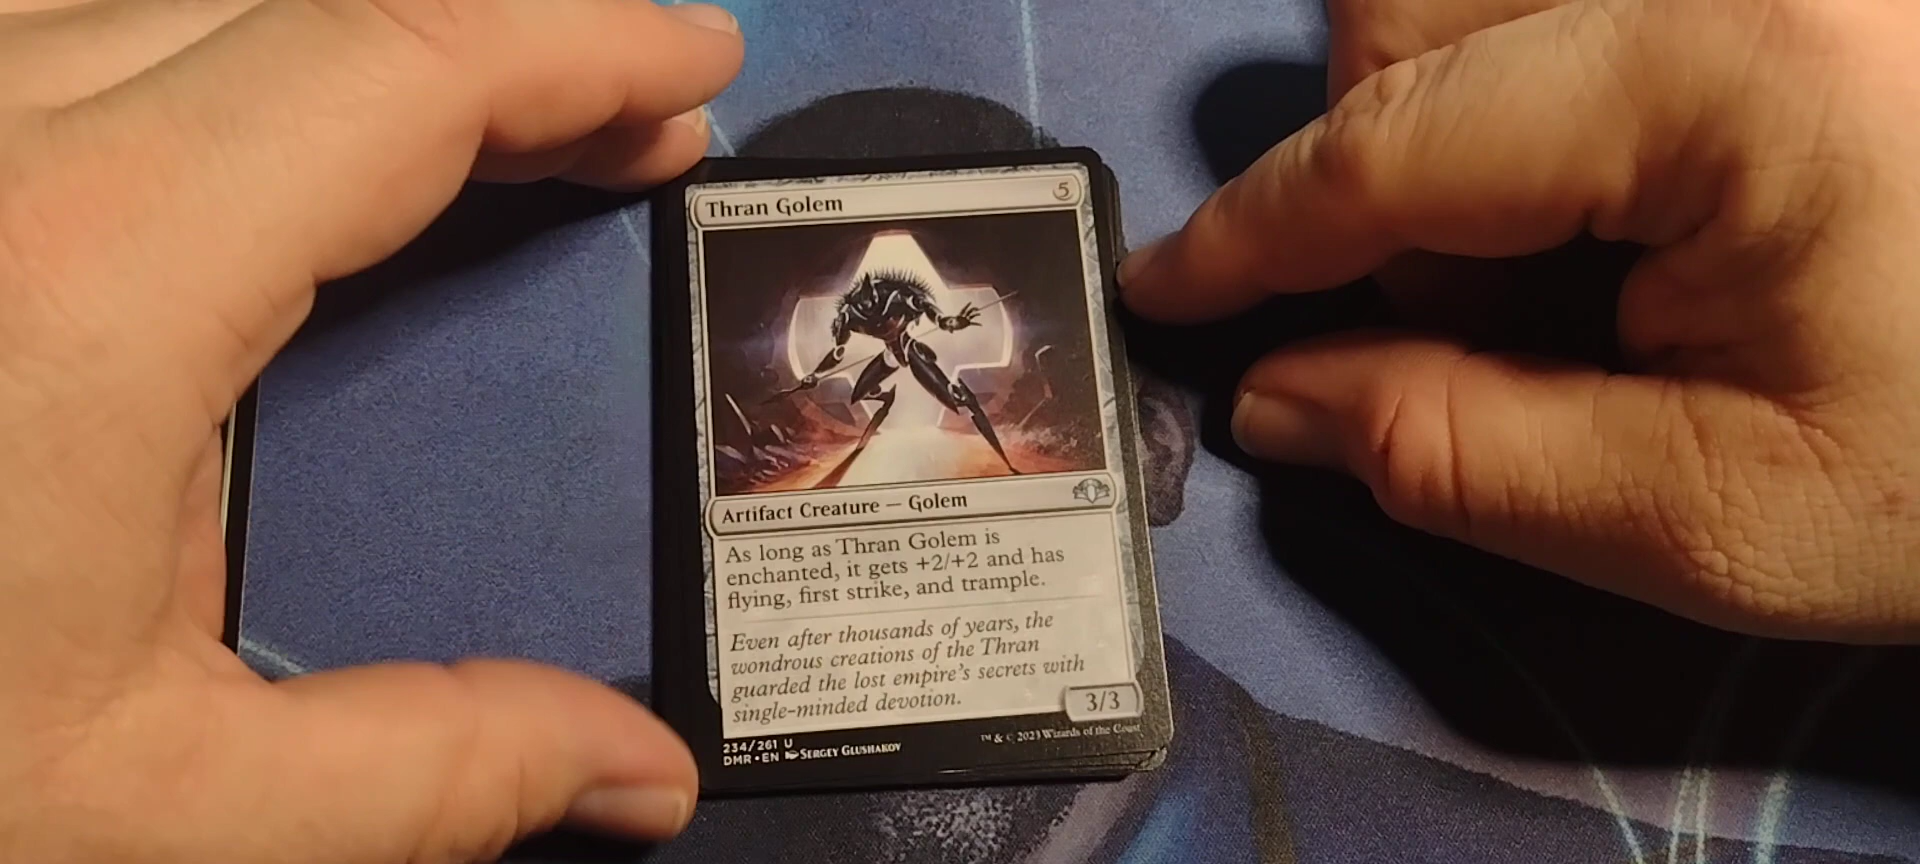 Thran Golem 5
Artifact Creature — Golem
As long as Thran Golem is
enchanted, it gets +2/+2 and has
flying, first strike, and trample.
Even after thousands of years, the
wondrous creations of the Thran
guarded the lost empire's secrets with
single-minded devotion.
3/3
234/261 U
DMR • EN Sergey Glushakov
™ & © 2023 Wizards of the Coast